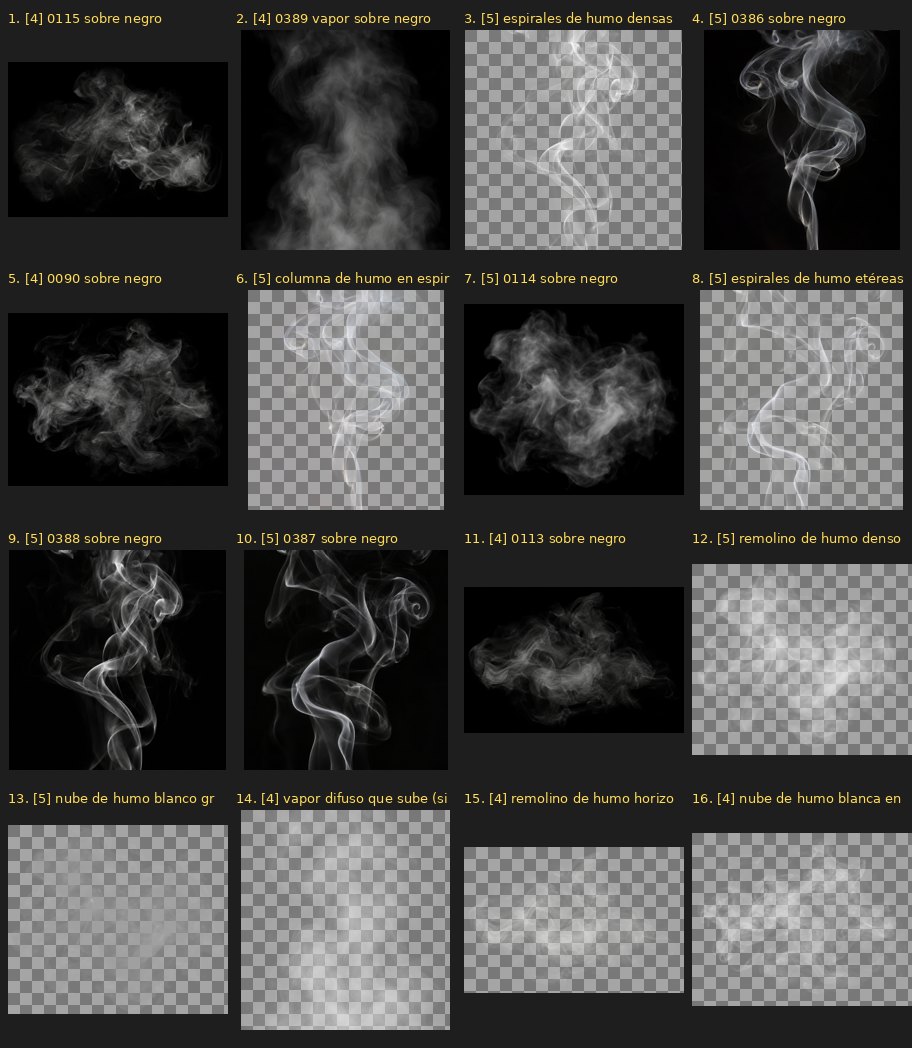 1. [4] 0115 sobre negro
2. [4] 0389 vapor sobre negro
3. [5] espirales de humo densas
4. [5] 0386 sobre negro
5. [4] 0090 sobre negro
6. [5] columna de humo en espir
7. [5] 0114 sobre negro
8. [5] espirales de humo etéreas
9. [5] 0388 sobre negro
10. [5] 0387 sobre negro
11. [4] 0113 sobre negro
12. [5] remolino de humo denso
13. [5] nube de humo blanco gr
14. [4] vapor difuso que sube (si
15. [4] remolino de humo horizo
16. [4] nube de humo blanca en